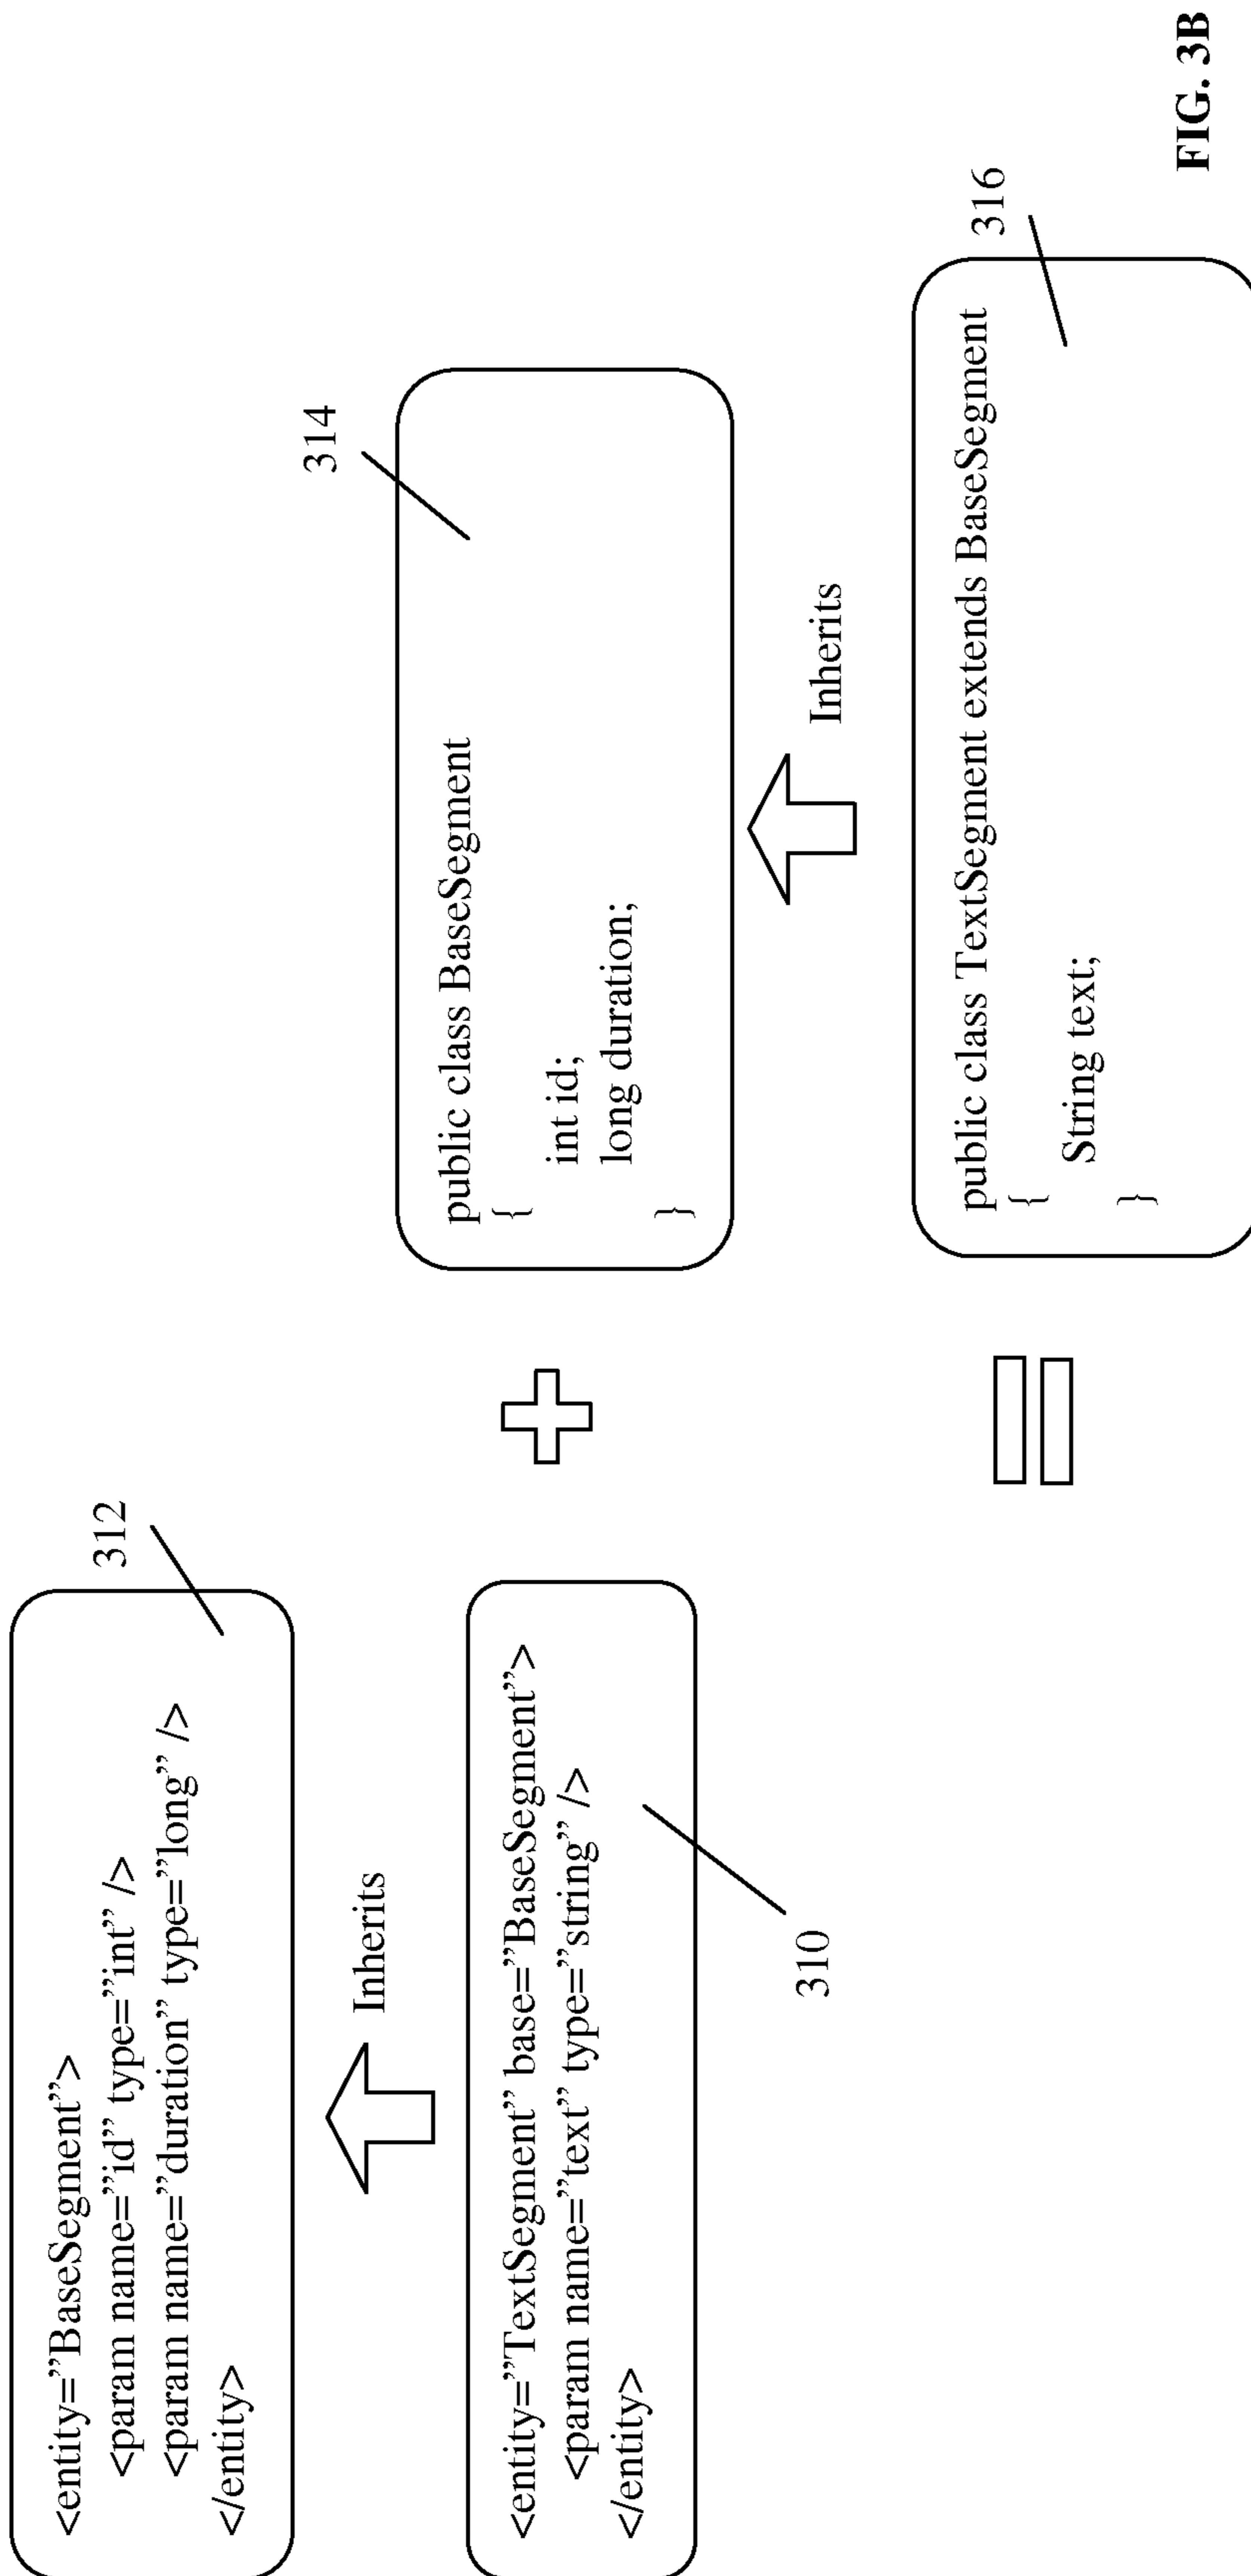 312
<entity=”BaseSegment”>
<param name=”id” type=”int” />
<param name=”duration” type=”long” />
</entity>
Inherits
<entity=”TextSegment” base=”BaseSegment”>
<param name=”text” type=”string” />
</entity>
310
314
public class BaseSegment
{
int id;
long duration;
}
Inherits
316
public class TextSegment extends BaseSegment
{
String text;
}
FIG. 3B